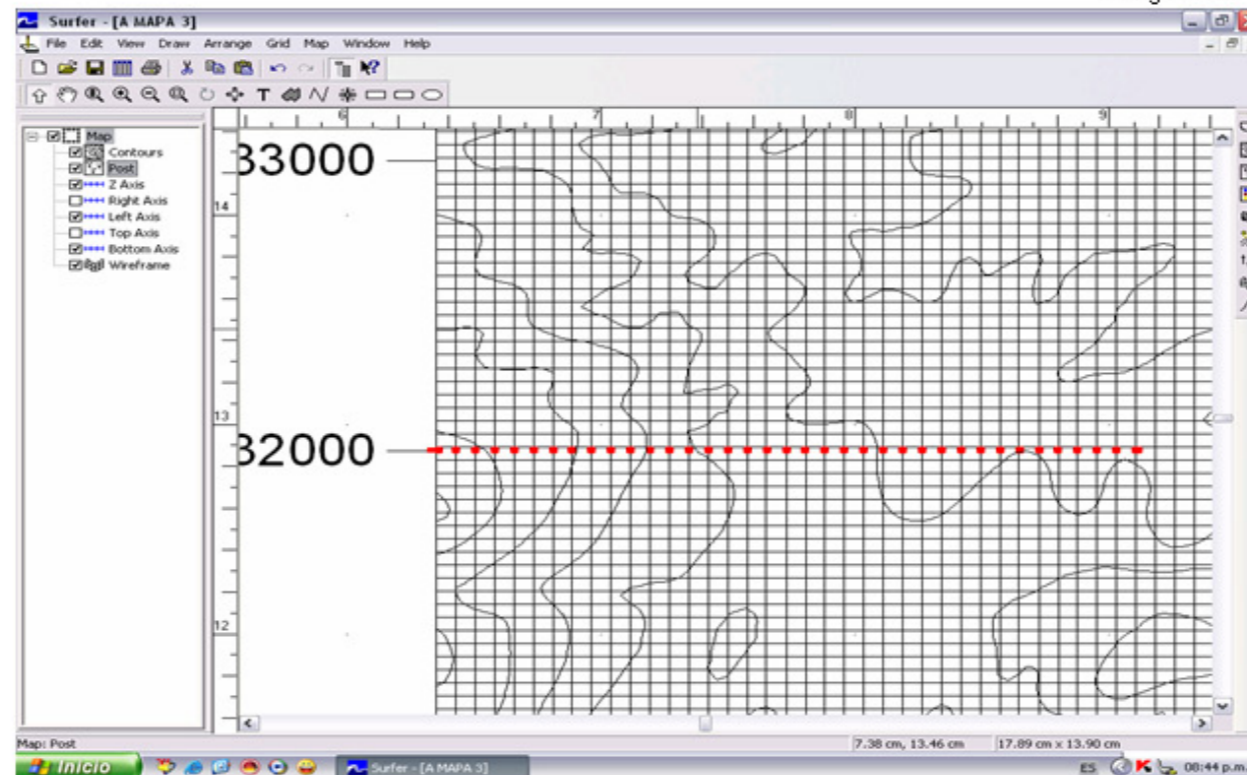 Surfer - [A MAPA 3]
File Edit View Draw Arrange Grid Map Window Help
6 7 8 9
Map
Contours
Post
Z Axis
Right Axis
Left Axis
Top Axis
Bottom Axis
Wireframe
33000
14
13
32000
12
Map: Post
7.38 cm, 13.46 cm
17.89 cm x 13.90 cm
Inicio
Surfer - [A MAPA 3]
ES
08:44 p.m.